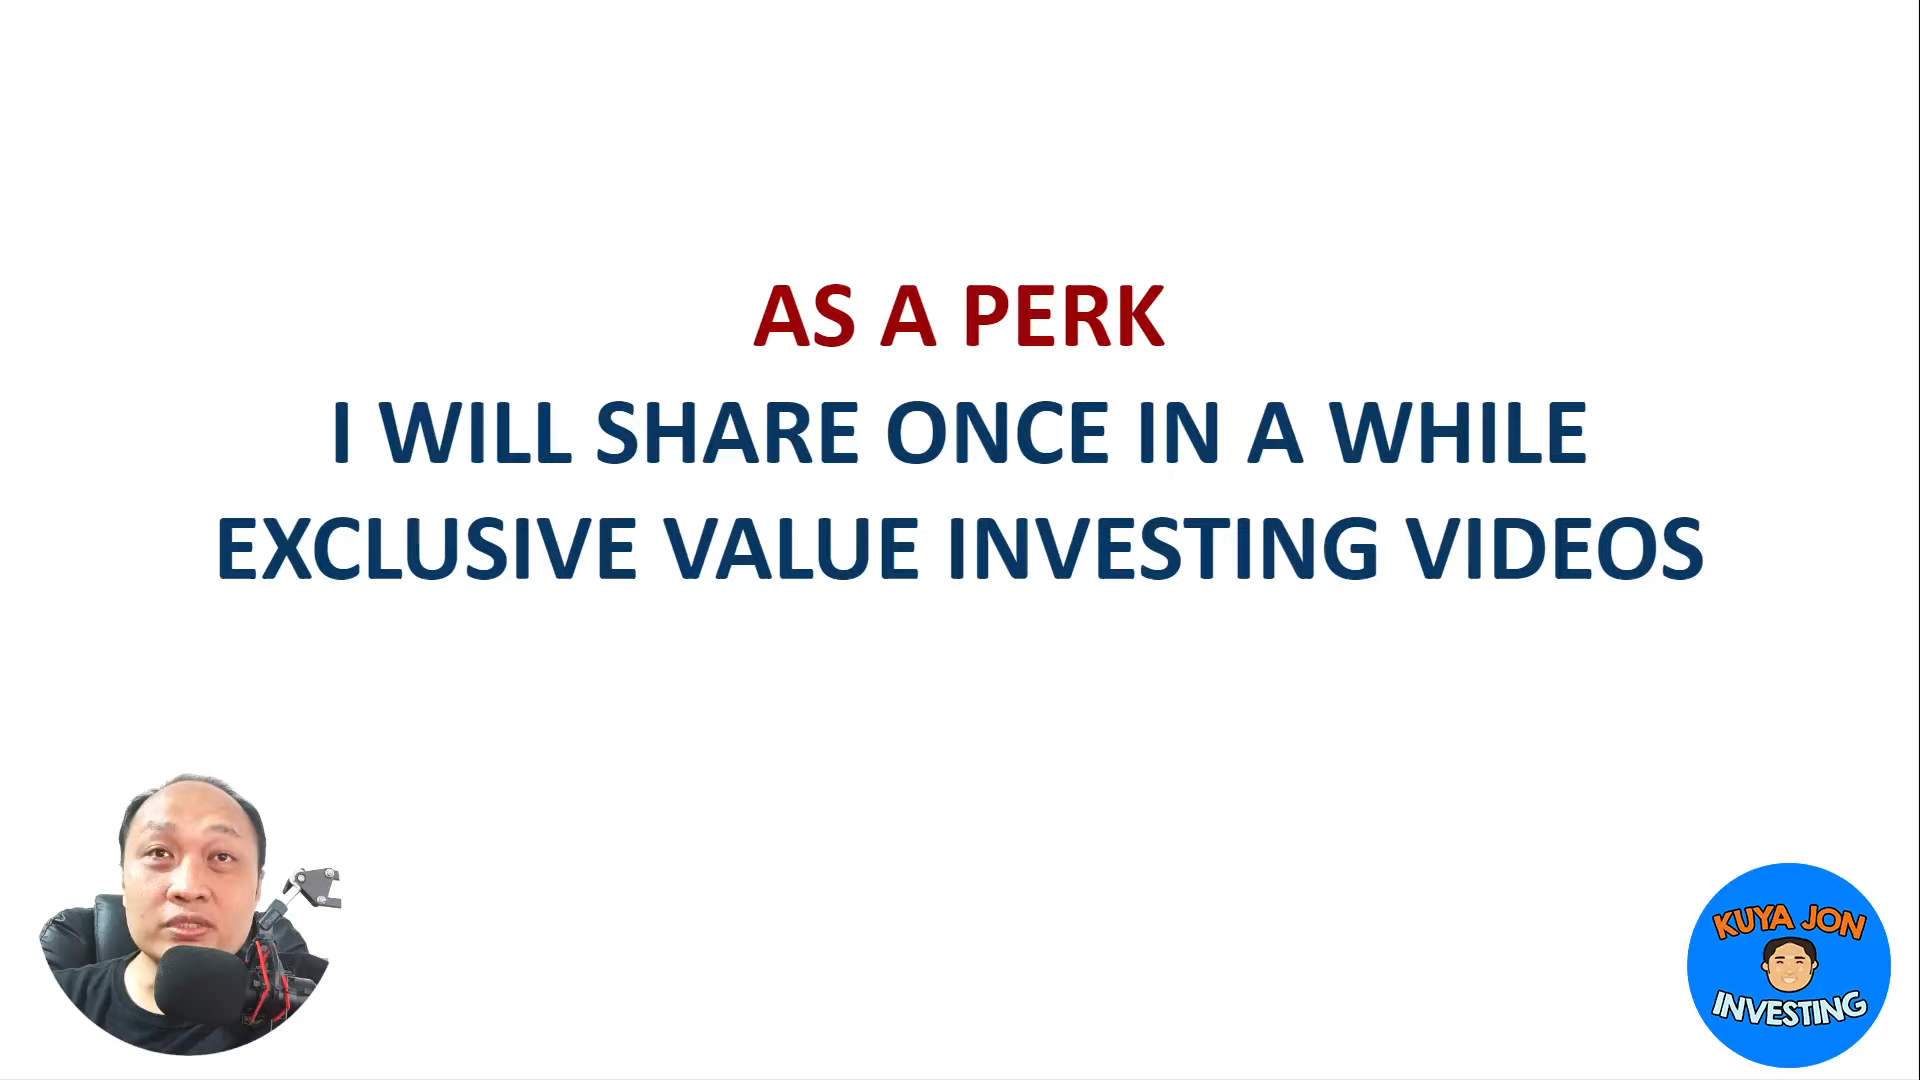 AS A PERK
I WILL SHARE ONCE IN A WHILE
EXCLUSIVE VALUE INVESTING VIDEOS
KUYA JON
INVESTING